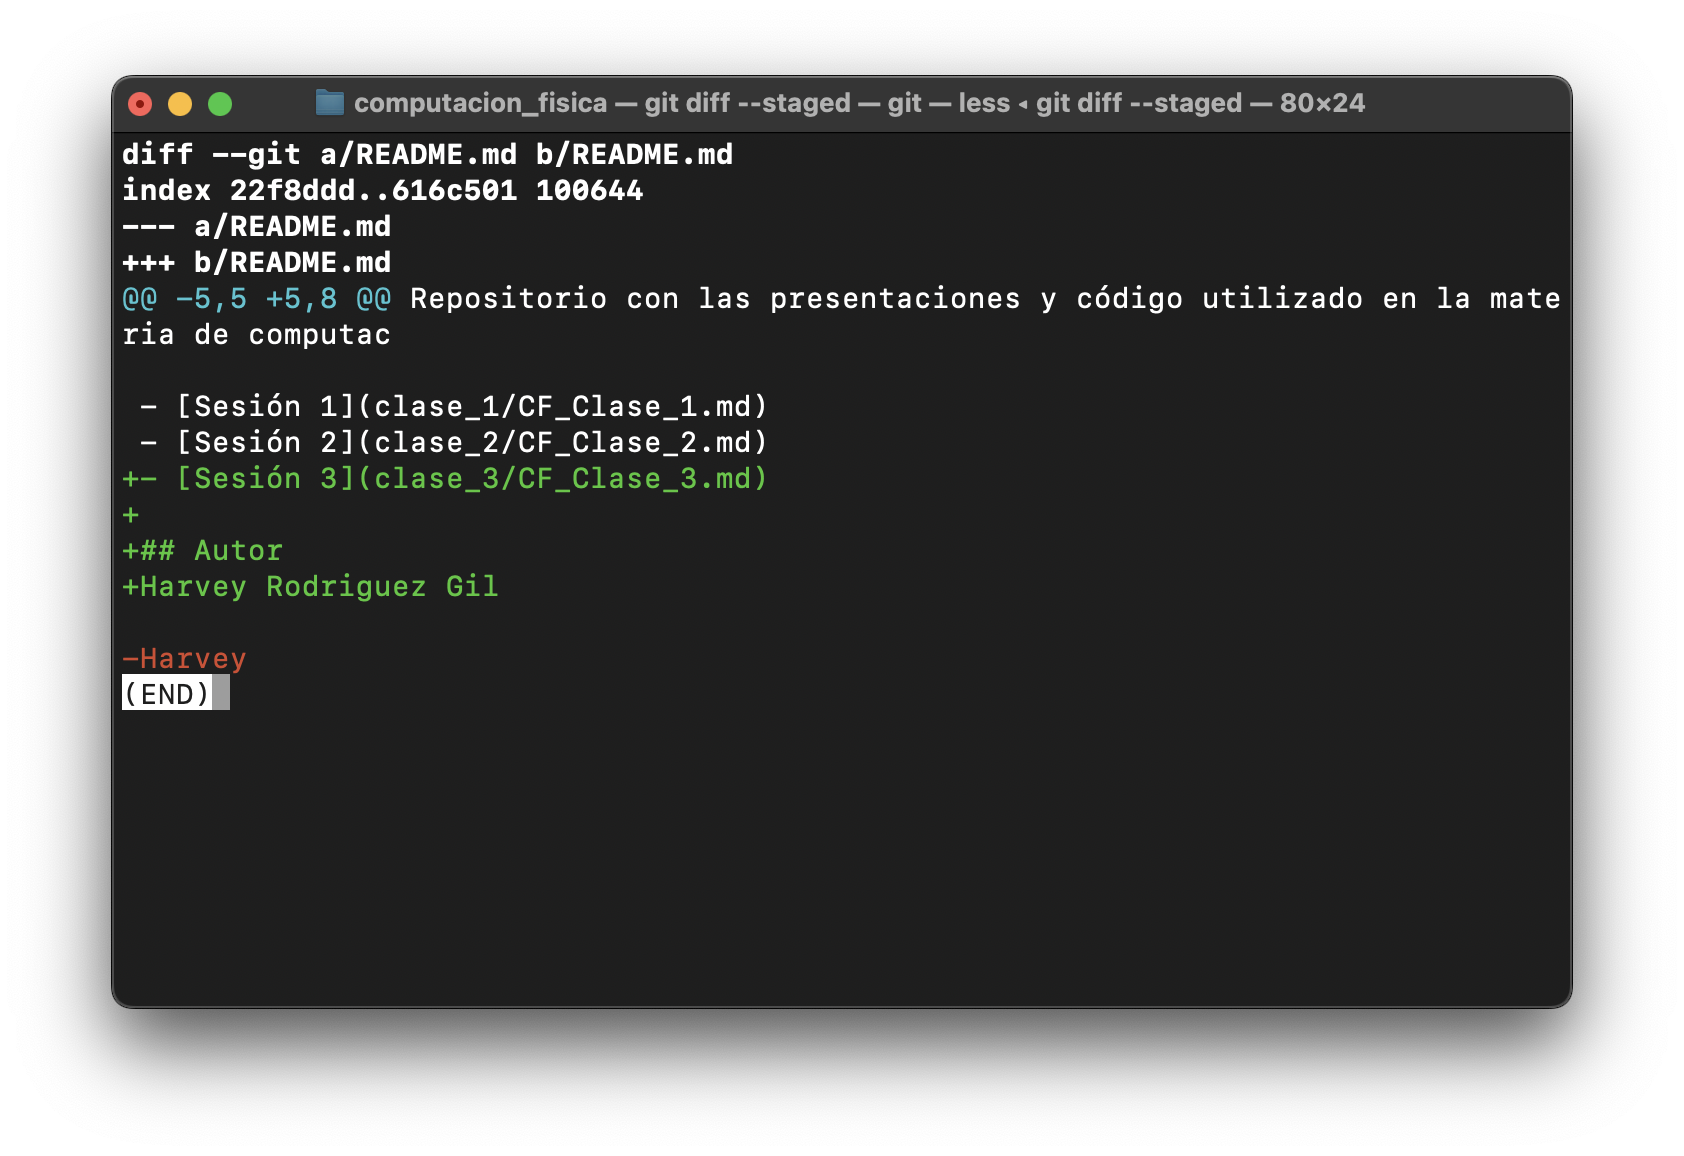 computacion_fisica — git diff --staged — git — less ◂ git diff --staged — 80×24
diff --git a/README.md b/README.md
index 22f8ddd..616c501 100644
--- a/README.md
+++ b/README.md
@@ -5,5 +5,8 @@ Repositorio con las presentaciones y código utilizado en la mate
ria de computac
 - [Sesión 1](clase_1/CF_Clase_1.md)
 - [Sesión 2](clase_2/CF_Clase_2.md)
+- [Sesión 3](clase_3/CF_Clase_3.md)
+
+## Autor
+Harvey Rodriguez Gil
-Harvey
(END)